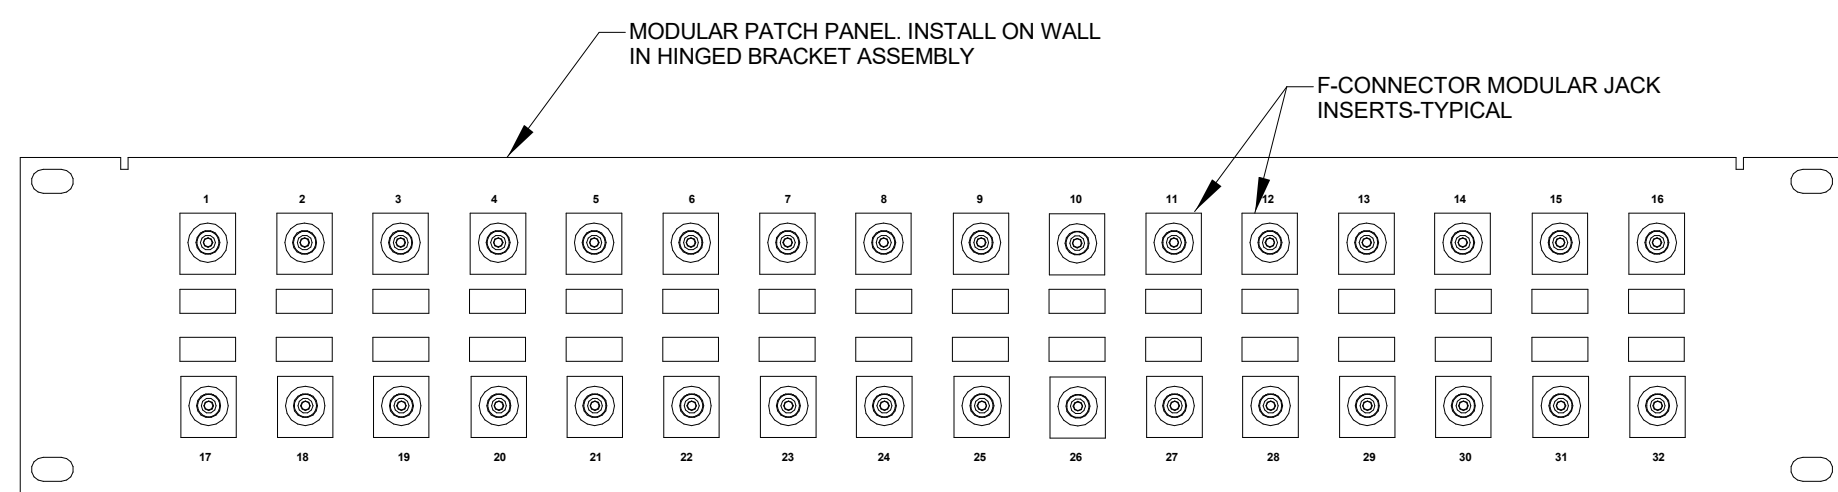 MODULAR PATCH PANEL. INSTALL ON WALL
IN HINGED BRACKET ASSEMBLY
F-CONNECTOR MODULAR JACK
INSERTS-TYPICAL
1 2 3 4 5 6 7 8 9 10 11 12 13 14 15 16
17 18 19 20 21 22 23 24 25 26 27 28 29 30 31 32